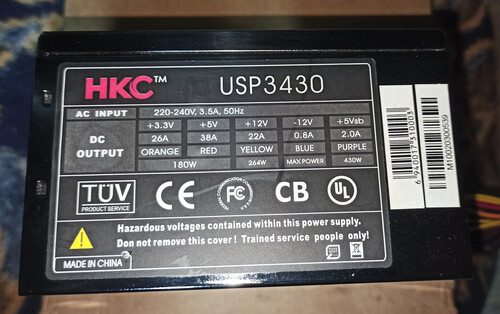 HKC™ USP3430
AC INPUT 220-240V, 3.5A, 50Hz
DC OUTPUT +3.3V +5V +12V -12V +5Vsb
26A 38A 22A 0.8A 2.0A
ORANGE RED YELLOW BLUE PURPLE
180W 264W MAX POWER 430W
TÜV PRODUCT SERVICE CE FC CB UL
Hazardous voltages contained within this power supply.
Don not remove this cover ! Trained service people only!
MADE IN CHINA
M10020300539